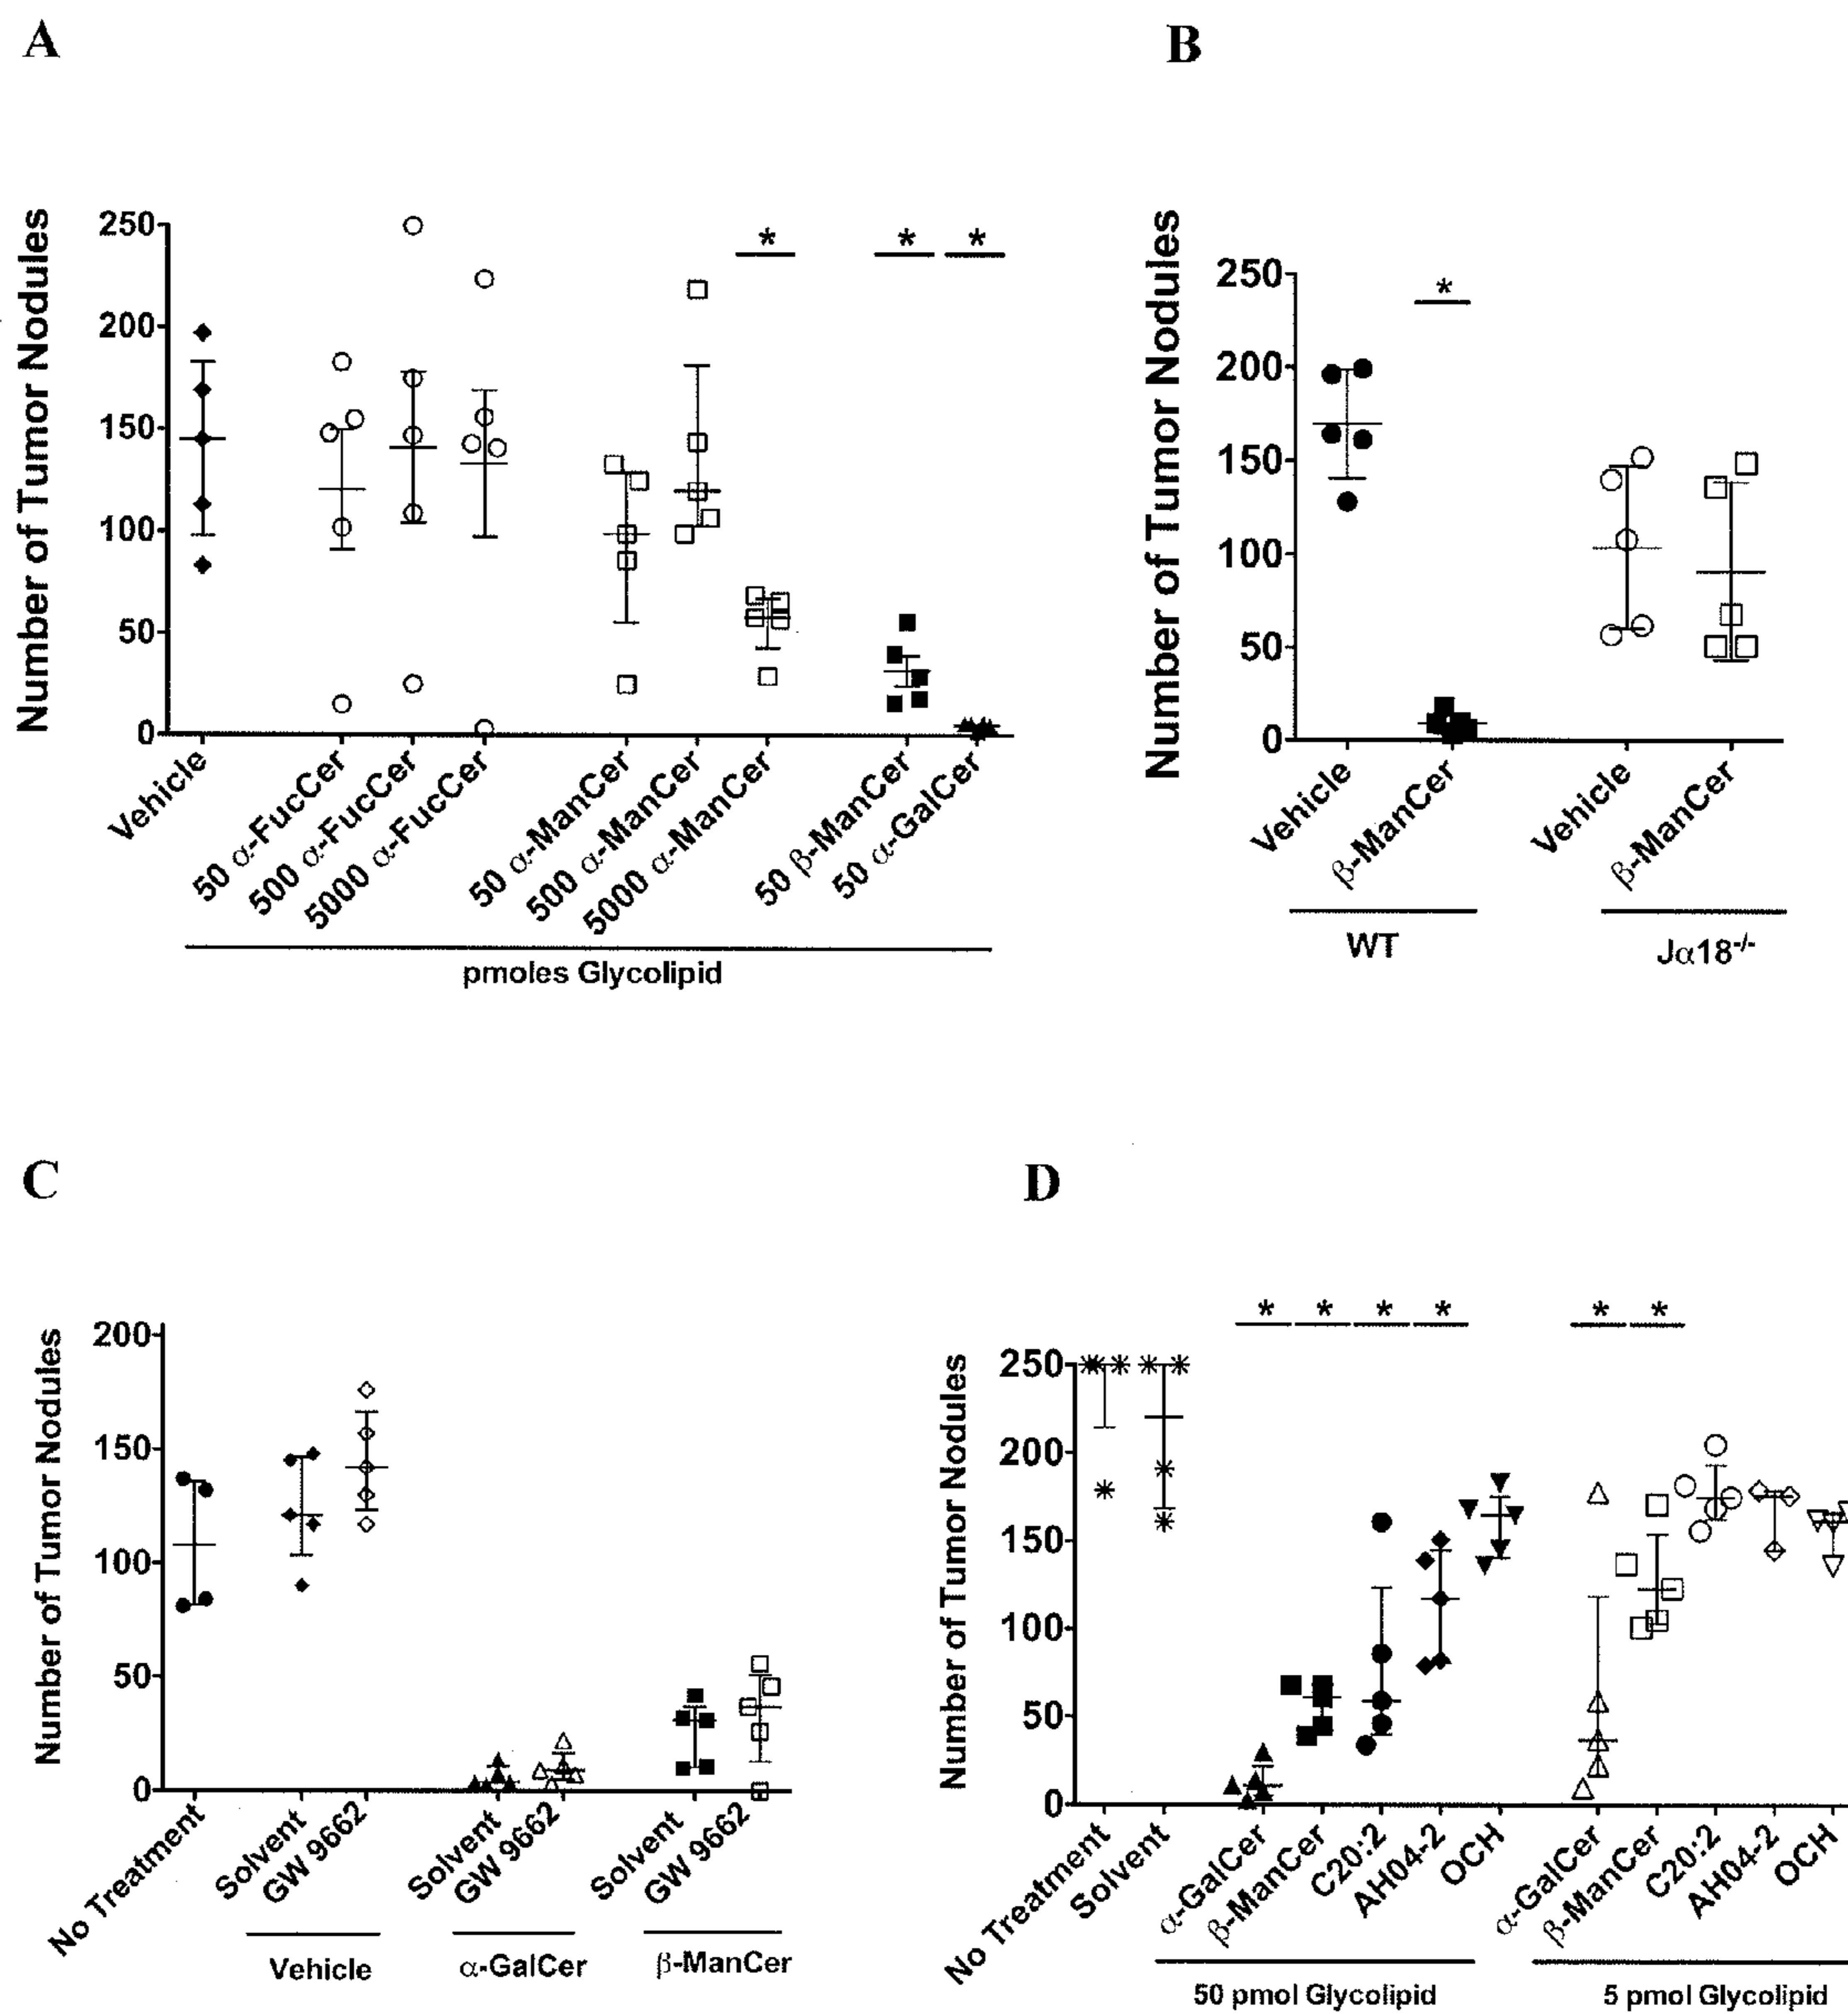 A
Number of Tumor Nodules
250
200
150
100
50
0
* * *
Vehicle
50 α-FucCer
500 α-FucCer
5000 α-FucCer
50 α-ManCer
500 α-ManCer
5000 α-ManCer
50 β-ManCer
50 α-GalCer
pmoles Glycolipid
B
Number of Tumor Nodules
250
200
150
100
50
0
*
Vehicle
β-ManCer
Vehicle
β-ManCer
WT
Jα18-/-
C
Number of Tumor Nodules
200
150
100
50
0
No Treatment
Solvent
GW 9662
Solvent
GW 9662
Solvent
GW 9662
Vehicle
α-GalCer
β-ManCer
D
Number of Tumor Nodules
250
200
150
100
50
0
* * * * * *
No Treatment
Solvent
α-GalCer
β-ManCer
C20:2
AH04-2
OCH
α-GalCer
β-ManCer
C20:2
AH04-2
OCH
50 pmol Glycolipid
5 pmol Glycolipid